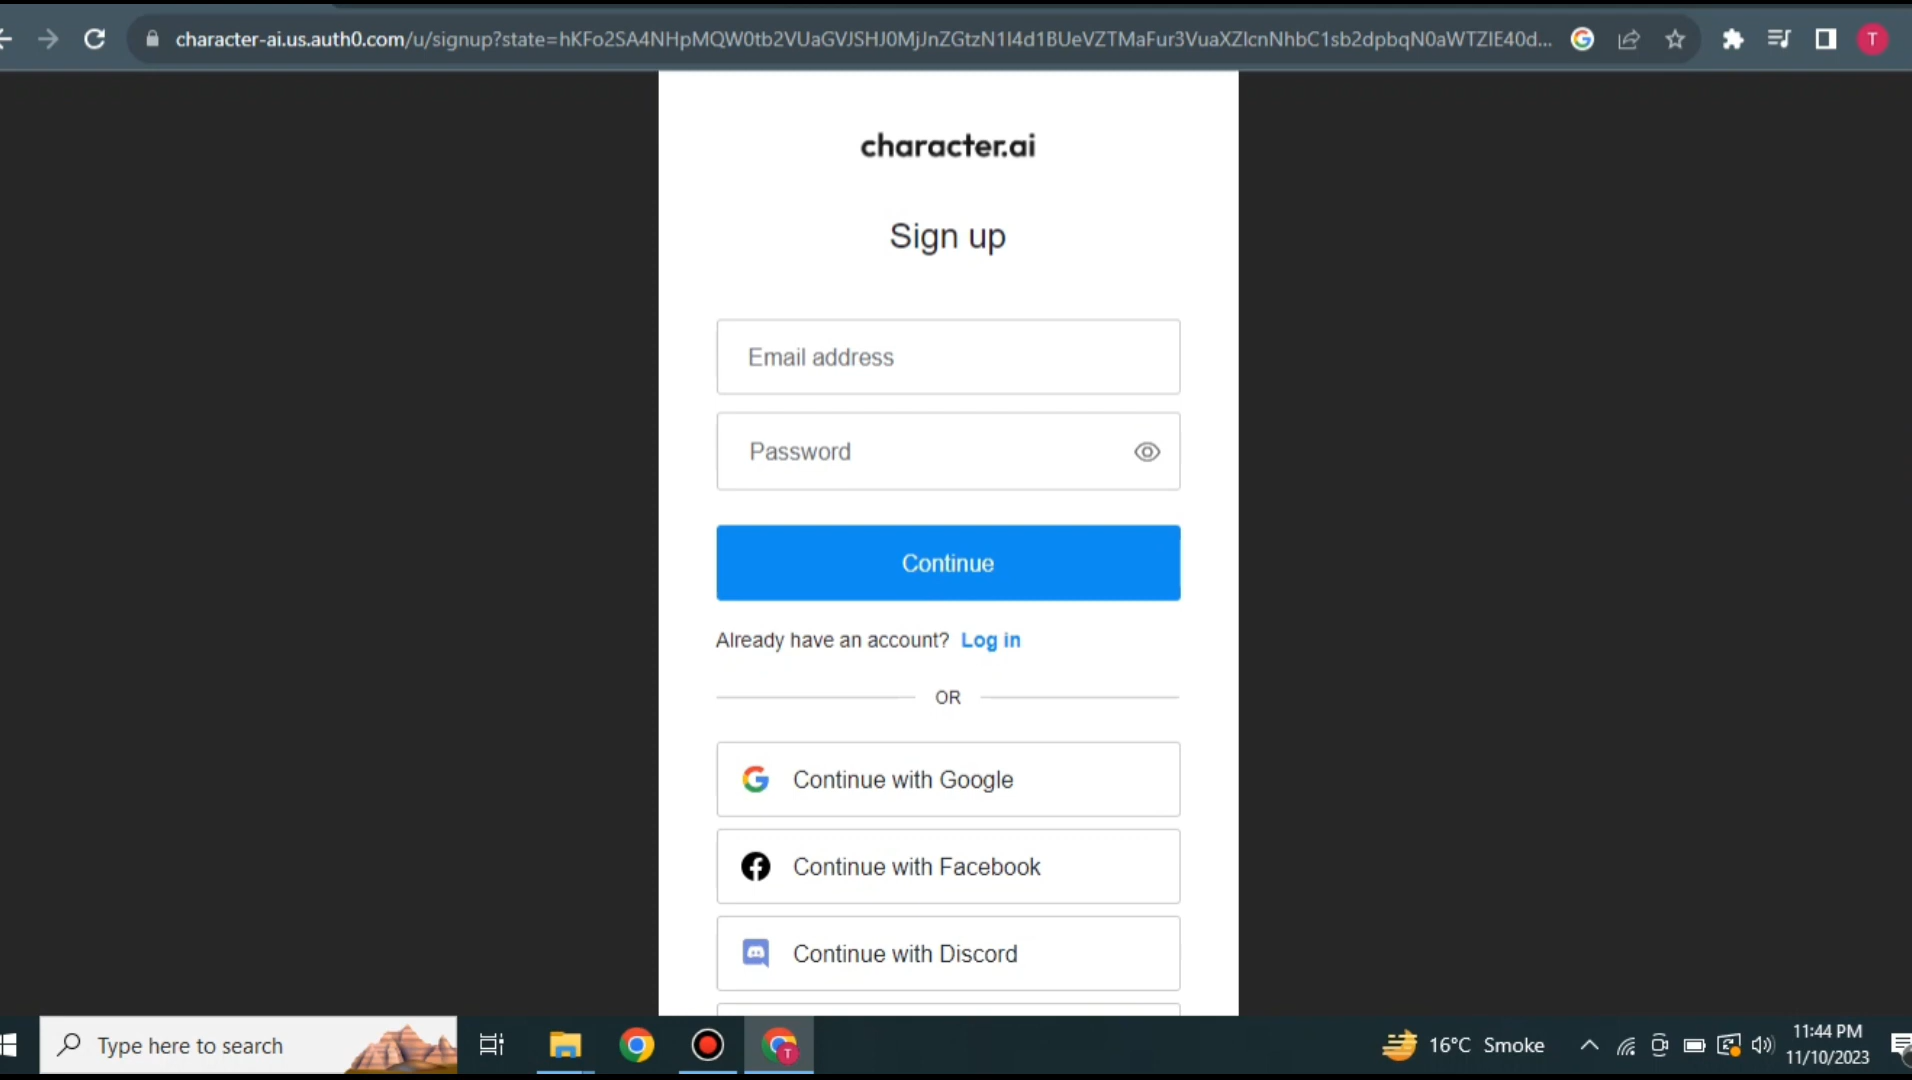 character-ai.us.auth0.com/u/signup?state=hKFo2SA4NHpMQW0tb2VUaGVJSHJ0MjJnZGtzN1I4d1BUeVZTMaFur3VuaXZlcnNhbC1sb2dpbqN0aWTZIE40d...
T
character.ai
Sign up
Email address
Password
Continue
Already have an account? Log in
OR
Continue with Google
Continue with Facebook
Continue with Discord
Type here to search
T
16°C Smoke
11:44 PM
11/10/2023